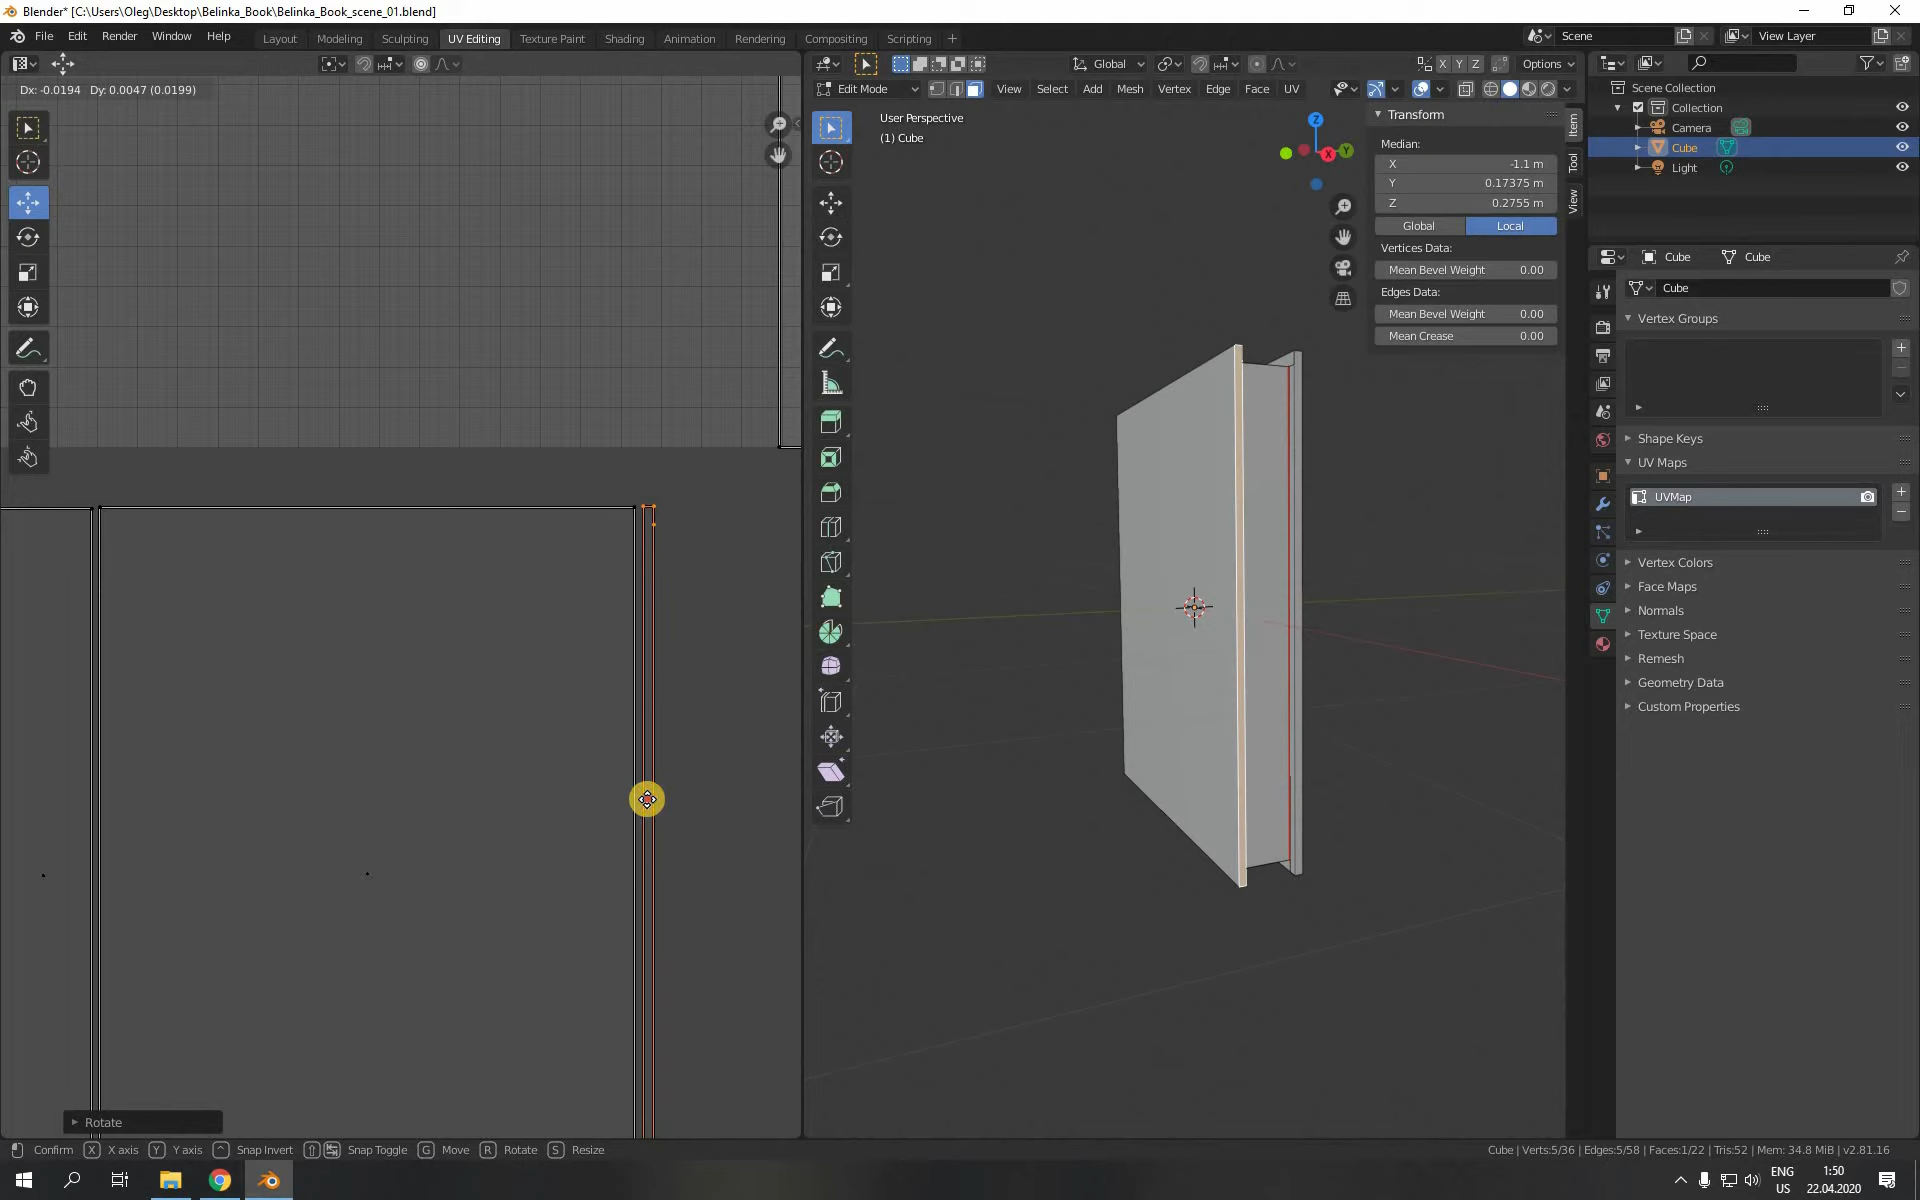 Blender* [C:\Users\Oleg\Desktop\Belinka_Book\Belinka_Book_scene_01.blend]
File Edit Render Window Help Layout Modeling Sculpting UV Editing Texture Paint Shading Animation Rendering Compositing Scripting + Scene View Layer
Global X Y Z Options
Dx: -0.0194 Dy: 0.0047 (0.0199)
Edit Mode View Select Add Mesh Vertex Edge Face UV
User Perspective
(1) Cube
Z
X
Y
Transform
Median:
X -1.1 m
Y 0.17375 m
Z 0.2755 m
Global Local
Vertices Data:
Mean Bevel Weight 0.00
Edges Data:
Mean Bevel Weight 0.00
Mean Crease 0.00
Item
Tool
View
Scene Collection
Collection
Camera
Cube
Light
Cube Cube
Cube
Vertex Groups
Shape Keys
UV Maps
UVMap
Vertex Colors
Face Maps
Normals
Texture Space
Remesh
Geometry Data
Custom Properties
Rotate
Confirm X X axis Y Y axis Snap Invert Snap Toggle G Move R Rotate S Resize
Cube | Verts:5/36 | Edges:5/58 | Faces:1/22 | Tris:52 | Mem: 34.8 MiB | v2.81.16
ENG
US
1:50
22.04.2020